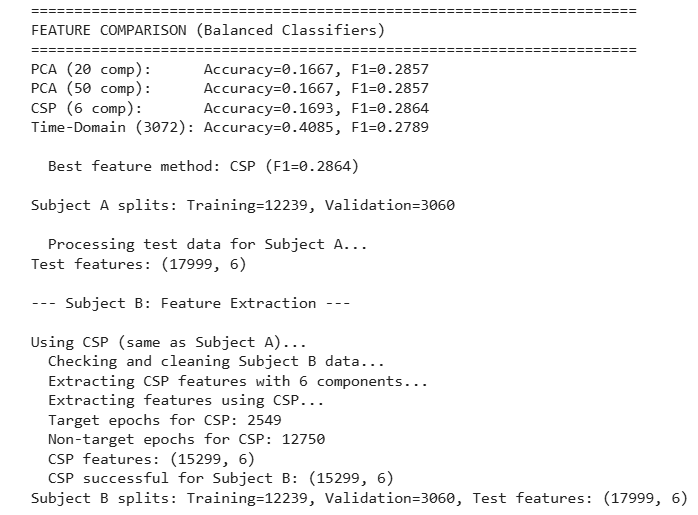 ======================================================================
FEATURE COMPARISON (Balanced Classifiers)
======================================================================
PCA (20 comp):      Accuracy=0.1667, F1=0.2857
PCA (50 comp):      Accuracy=0.1667, F1=0.2857
CSP (6 comp):       Accuracy=0.1693, F1=0.2864
Time-Domain (3072): Accuracy=0.4085, F1=0.2789
  Best feature method: CSP (F1=0.2864)
Subject A splits: Training=12239, Validation=3060
  Processing test data for Subject A...
Test features: (17999, 6)
--- Subject B: Feature Extraction ---
Using CSP (same as Subject A)...
  Checking and cleaning Subject B data...
  Extracting CSP features with 6 components...
  Extracting features using CSP...
  Target epochs for CSP: 2549
  Non-target epochs for CSP: 12750
  CSP features: (15299, 6)
  CSP successful for Subject B: (15299, 6)
Subject B splits: Training=12239, Validation=3060, Test features: (17999, 6)